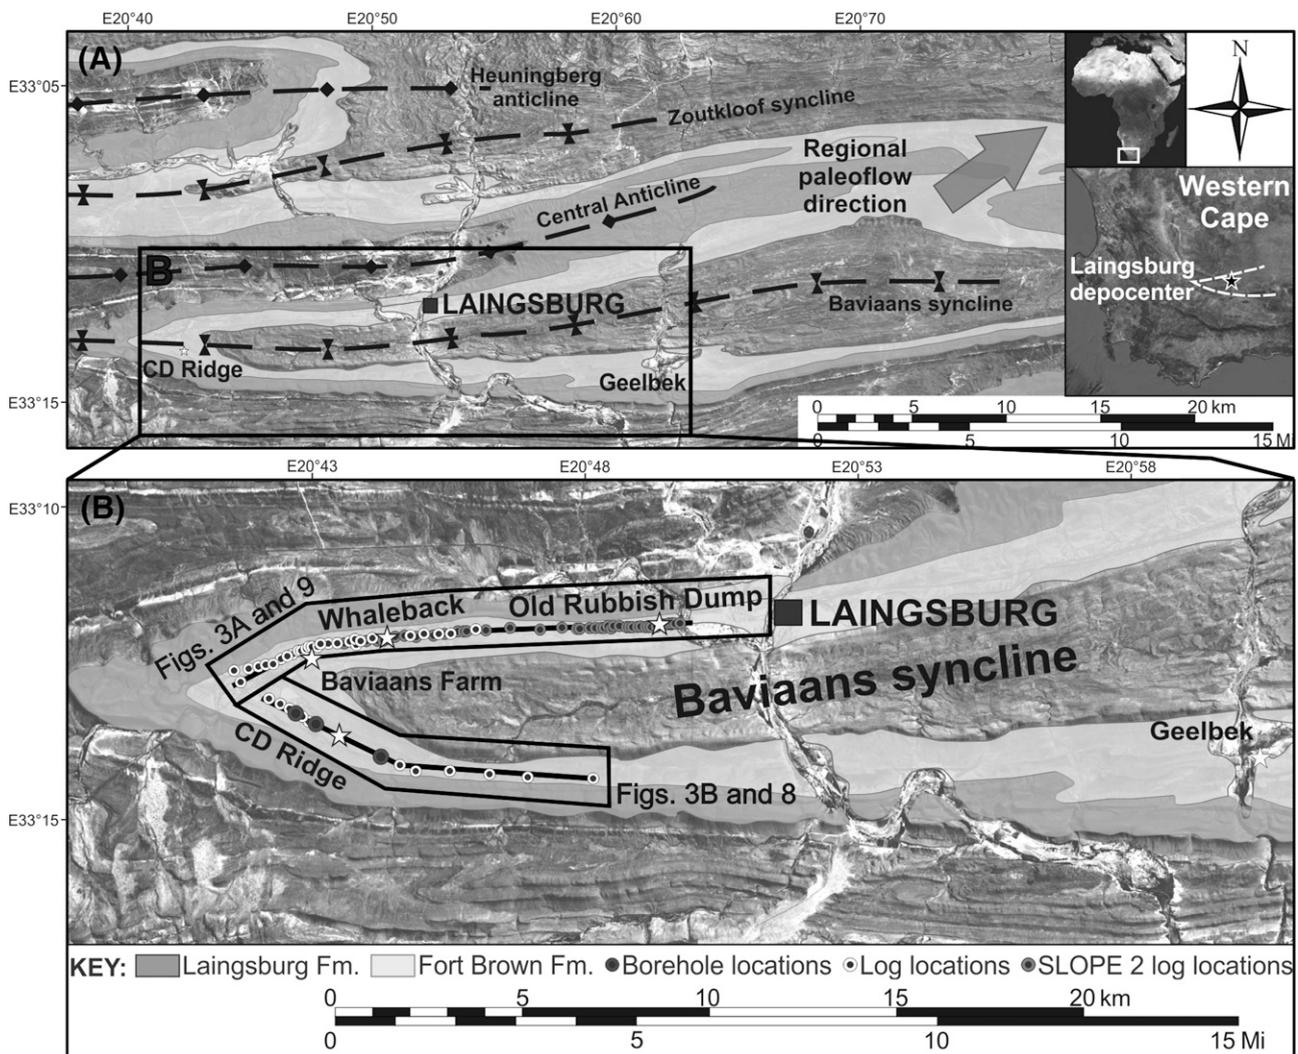 E20°40
E20°50
E20°60
E20°70
(A)
E33°05
Heuningberg
anticline
Zoutkloof syncline
N
Regional
paleoflow
direction
Central Anticline
Western
Cape
B
Laingsburg
depocenter
LAINGSBURG
Baviaans syncline
CD Ridge
Geelbek
E33°15
0
5
10
15
20 km
0
5
10
15 Mi
E20°43
E20°48
E20°53
E20°58
(B)
E33°10
Figs. 3A and 9
Whaleback
Old Rubbish Dump
LAINGSBURG
Baviaans Farm
Baviaans syncline
CD Ridge
Geelbek
Figs. 3B and 8
E33°15
KEY: Laingsburg Fm. Fort Brown Fm. Borehole locations Log locations SLOPE 2 log locations
0
5
10
15
20 km
0
5
10
15 Mi